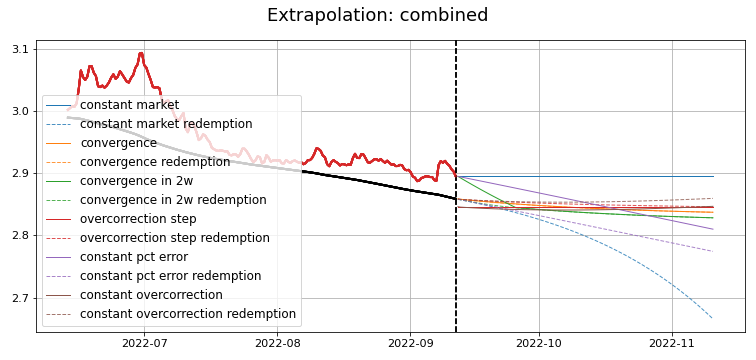 Extrapolation: combined
3.1
3.0
2.9
2.8
2.7
constant market
constant market redemption
convergence
convergence redemption
convergence in 2w
convergence in 2w redemption
overcorrection step
overcorrection step redemption
constant pct error
constant pct error redemption
constant overcorrection
constant overcorrection redemption
2022-07 2022-08 2022-09 2022-10 2022-11